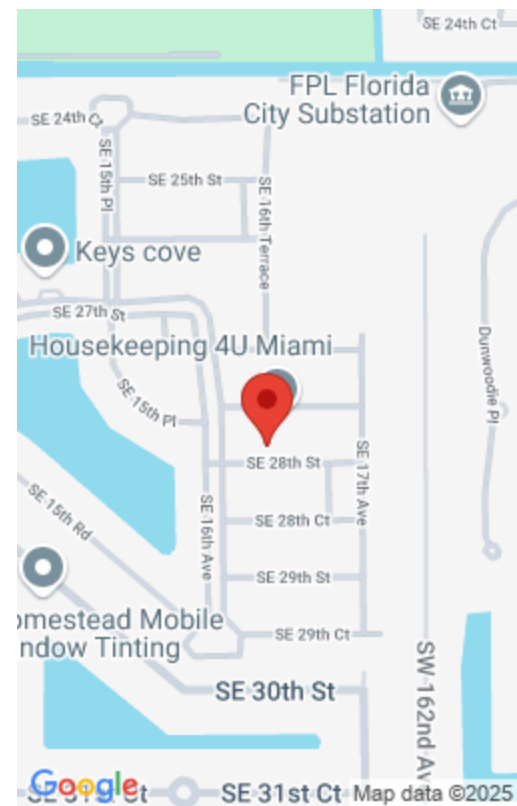 SE 24th Ct
FPL Florida
City Substation
SE 24th Ct
SE 15th Pl
SE 25th St
SE 16th Terrace
Keys cove
SE 27th St
Dunwoodie Pl
Housekeeping 4U Miami
SE 15th Pl
SE 17th Ave
SE 28th St
SE 15th Rd
SE 16th Ave
SE 28th Ct
SE 29th St
omestead Mobile
ndow Tinting
SE 29th Ct
SW 162nd Av
SE 30th St
Google
SE 31st Ct
Map data ©2025